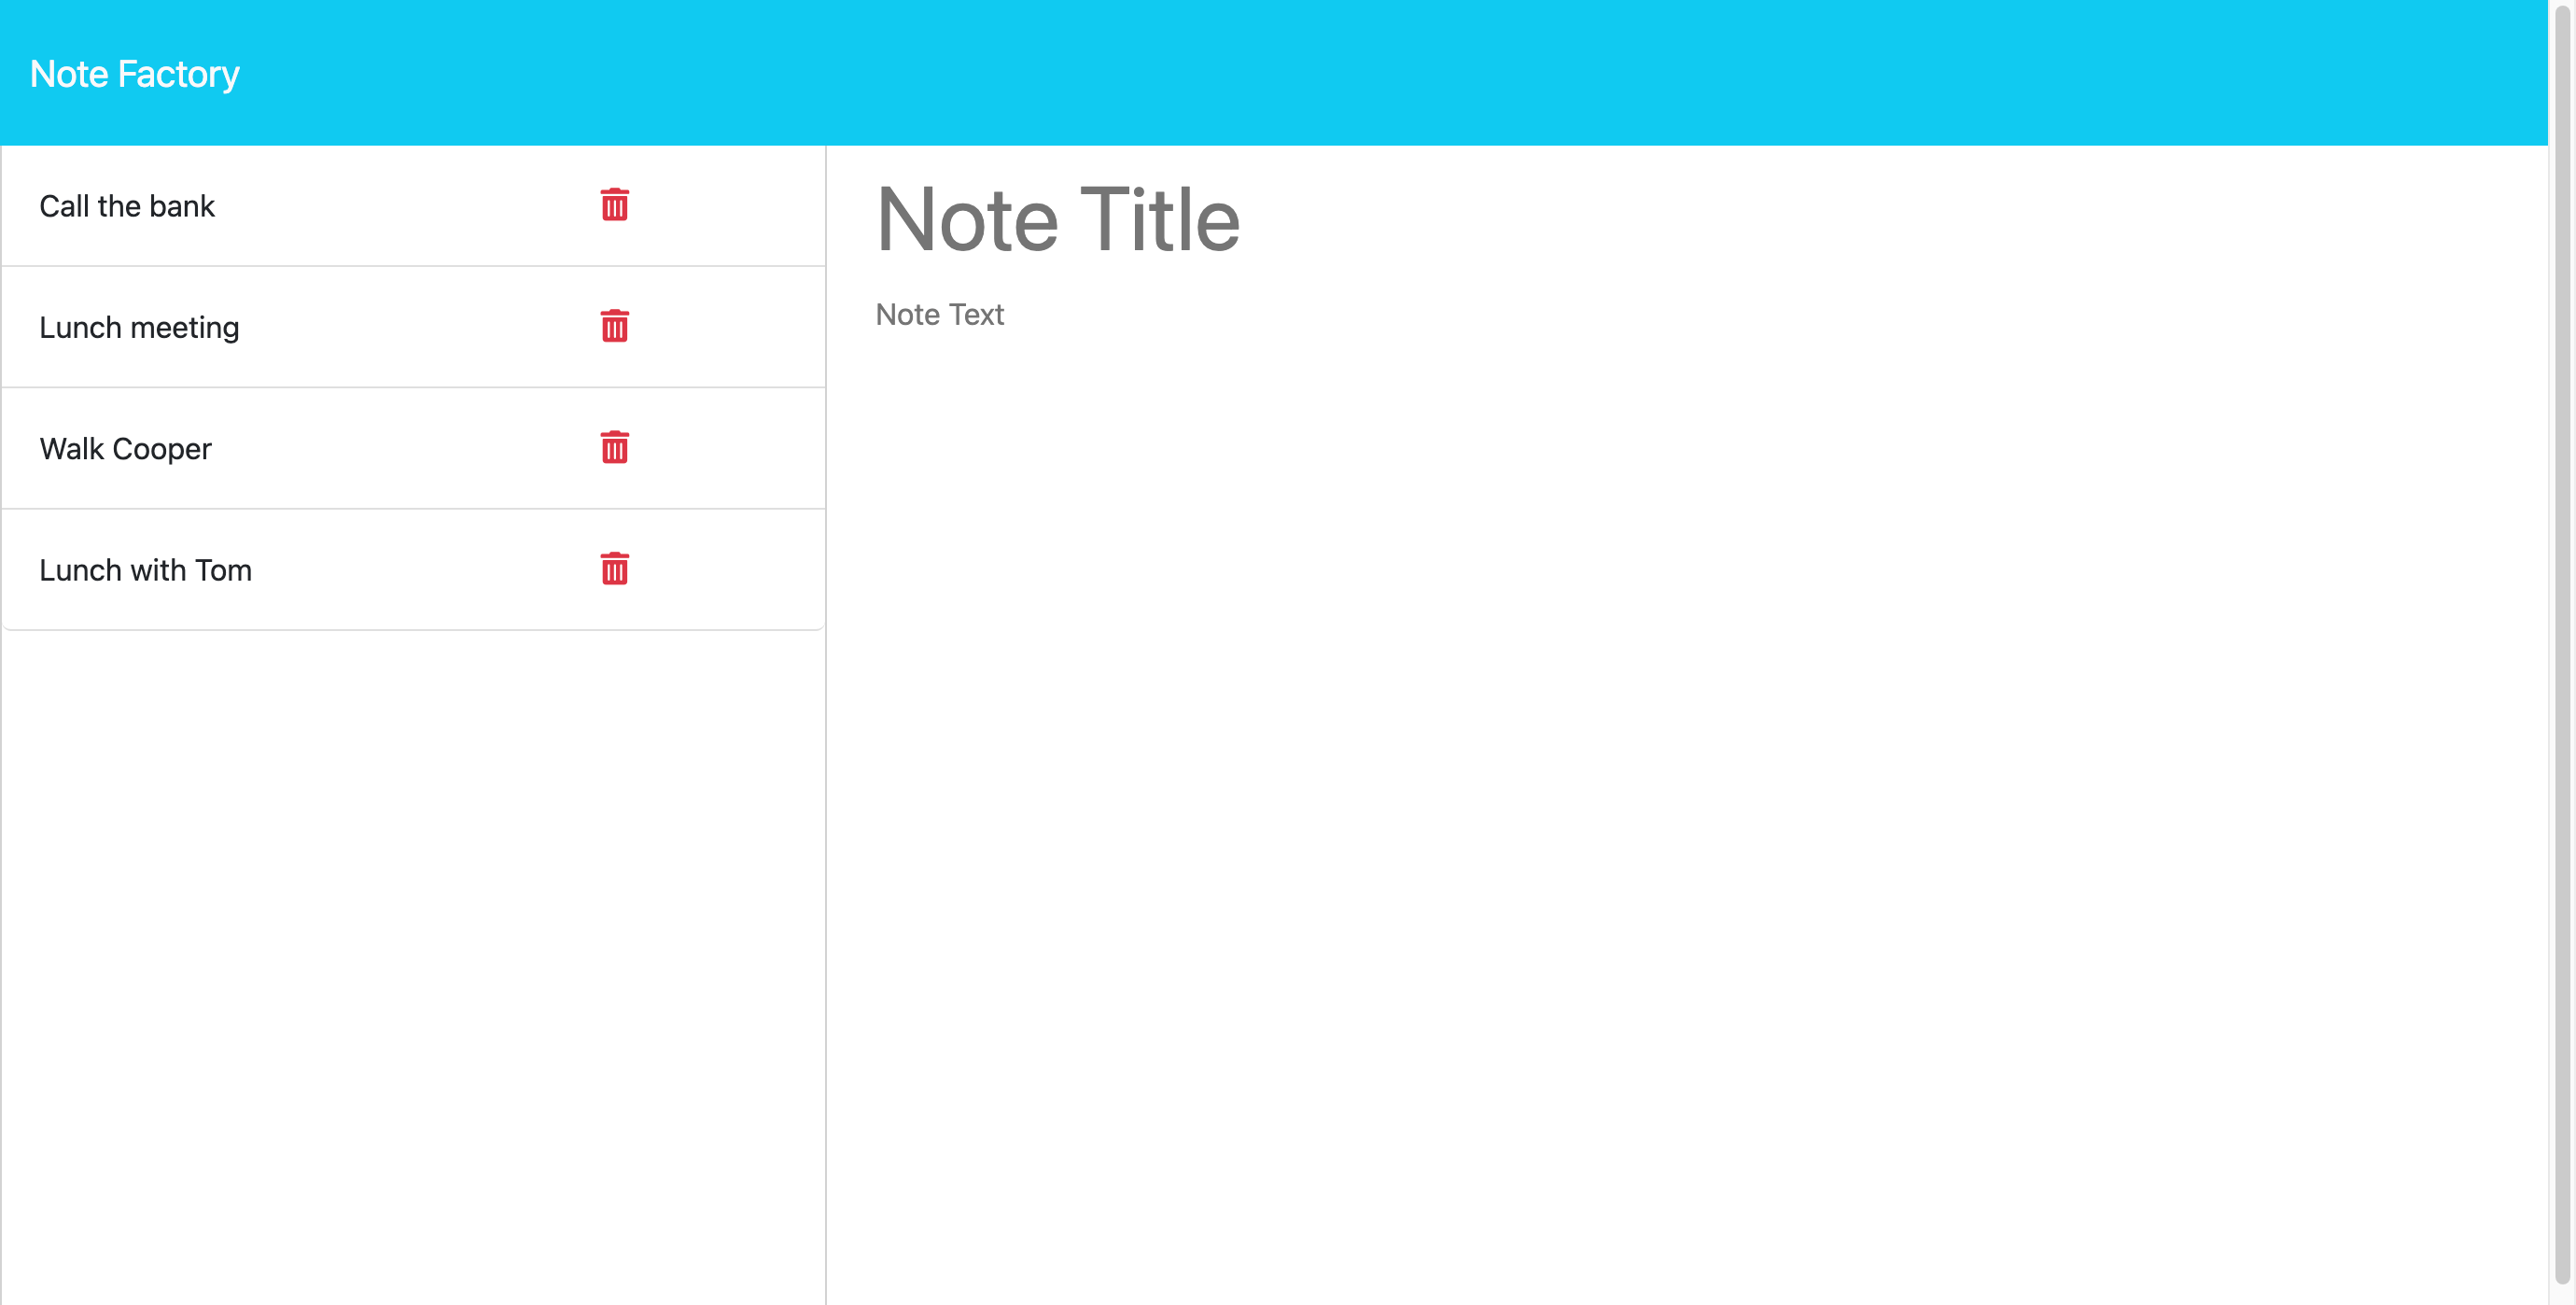 Note Factory
Call the bank
Lunch meeting
Walk Cooper
Lunch with Tom
Note Title
Note Text